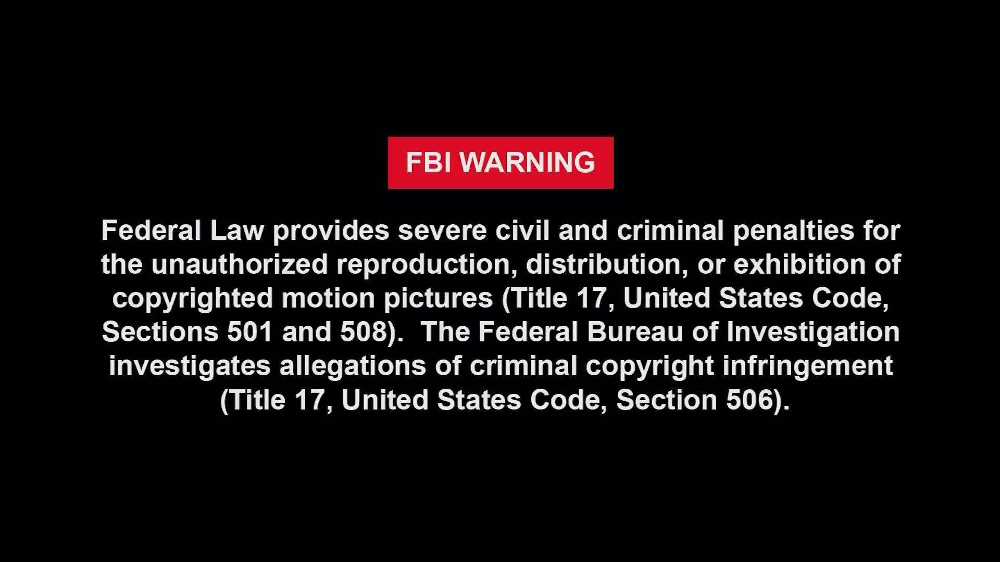 FBI WARNING
Federal Law provides severe civil and criminal penalties for
the unauthorized reproduction, distribution, or exhibition of
copyrighted motion pictures (Title 17, United States Code,
Sections 501 and 508).  The Federal Bureau of Investigation
investigates allegations of criminal copyright infringement
(Title 17, United States Code, Section 506).